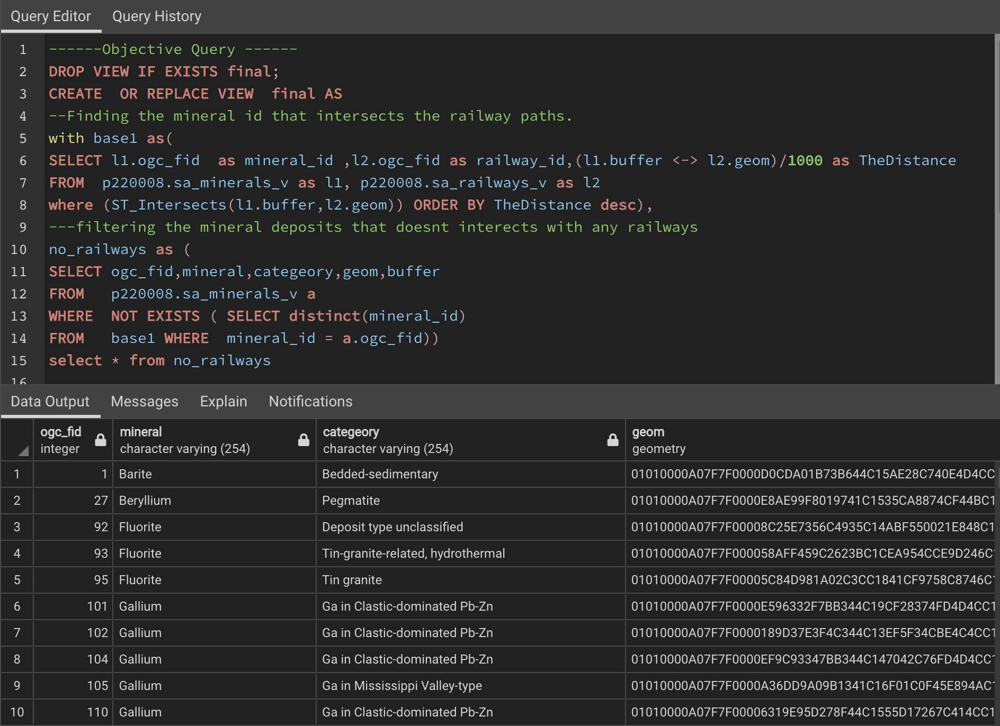 Query Editor Query History
1 ------Objective Query ------
2 DROP VIEW IF EXISTS final;
3 CREATE  OR REPLACE VIEW  final AS
4 --Finding the mineral id that intersects the railway paths.
5 with base1 as(
6 SELECT l1.ogc_fid  as mineral_id ,l2.ogc_fid as railway_id,(l1.buffer <-> l2.geom)/1000 as TheDistance
7 FROM  p220008.sa_minerals_v as l1, p220008.sa_railways_v as l2
8 where (ST_Intersects(l1.buffer,l2.geom)) ORDER BY TheDistance desc),
9 ---filtering the mineral deposits that doesnt interects with any railways
10 no_railways as (
11 SELECT ogc_fid,mineral,categeory,geom,buffer
12 FROM   p220008.sa_minerals_v a
13 WHERE  NOT EXISTS ( SELECT distinct(mineral_id)
14 FROM   base1 WHERE  mineral_id = a.ogc_fid))
15 select * from no_railways
16
Data Output Messages Explain Notifications
ogc_fid mineral categeory geom
integer character varying (254) character varying (254) geometry
1 1 Barite Bedded-sedimentary 01010000A07F7F0000D0CDA01B73B644C15AE28C740E4D4CC
2 27 Beryllium Pegmatite 01010000A07F7F0000E8AE99F8019741C1535CA8874CF44BC1
3 92 Fluorite Deposit type unclassified 01010000A07F7F00008C25E7356C4935C14ABF550021E848C1
4 93 Fluorite Tin-granite-related, hydrothermal 01010000A07F7F000058AFF459C2623BC1CEA954CCE9D246C
5 95 Fluorite Tin granite 01010000A07F7F00005C84D981A02C3CC1841CF9758C8746C
6 101 Gallium Ga in Clastic-dominated Pb-Zn 01010000A07F7F0000E596332F7BB344C19CF28374FD4D4CC1
7 102 Gallium Ga in Clastic-dominated Pb-Zn 01010000A07F7F0000189D37E3F4C344C13EF5F34CBE4C4CC1
8 104 Gallium Ga in Clastic-dominated Pb-Zn 01010000A07F7F0000EF9C93347BB344C147042C76FD4D4CC
9 105 Gallium Ga in Mississippi Valley-type 01010000A07F7F0000A36DD9A09B1341C16F01C0F45E894AC
10 110 Gallium Ga in Clastic-dominated Pb-Zn 01010000A07F7F00006319E95D278F44C1555D17267C414CC1